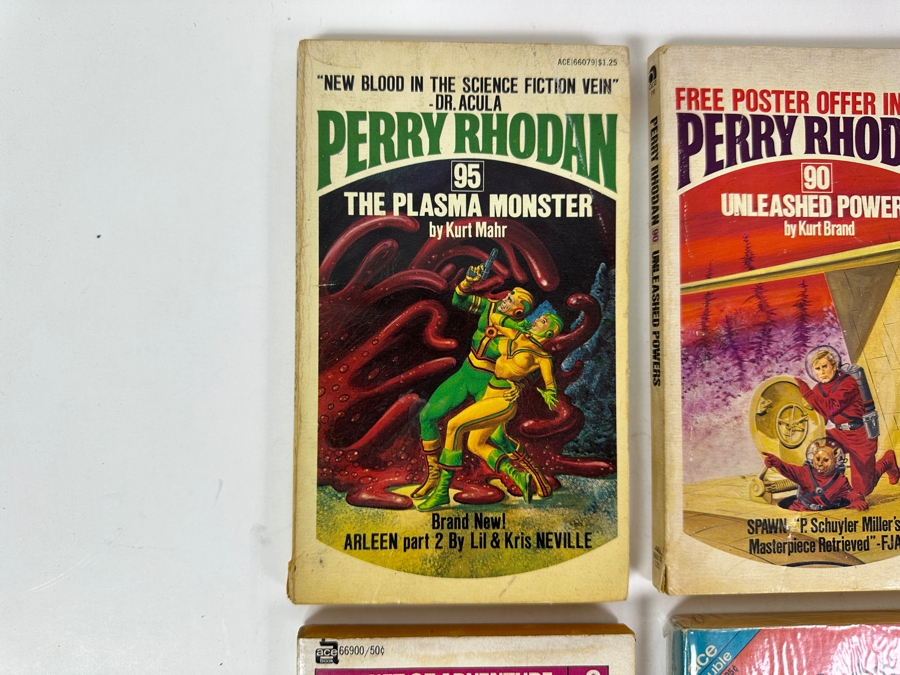 ACE|66079|$1.25
"NEW BLOOD IN THE SCIENCE FICTION VEIN"
-DR. ACULA
PERRY RHODAN
95
THE PLASMA MONSTER
by Kurt Mahr
Brand New!
ARLEEN part 2 By Lil & Kris NEVILLE
PERRY RHODAN 90 UNLEASHED POWERS
FREE POSTER OFFER IN
PERRY RHOD
90
UNLEASHED POWER
by Kurt Brand
SPAWN, "P. Schuyler Miller's
Masterpiece Retrieved"-FJA
ace
BOOK
66900/50¢
OF ADVENTURE
ace